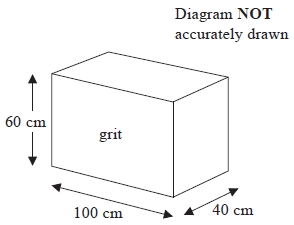 Diagram NOT
accurately drawn
60 cm
grit
100 cm
40 cm